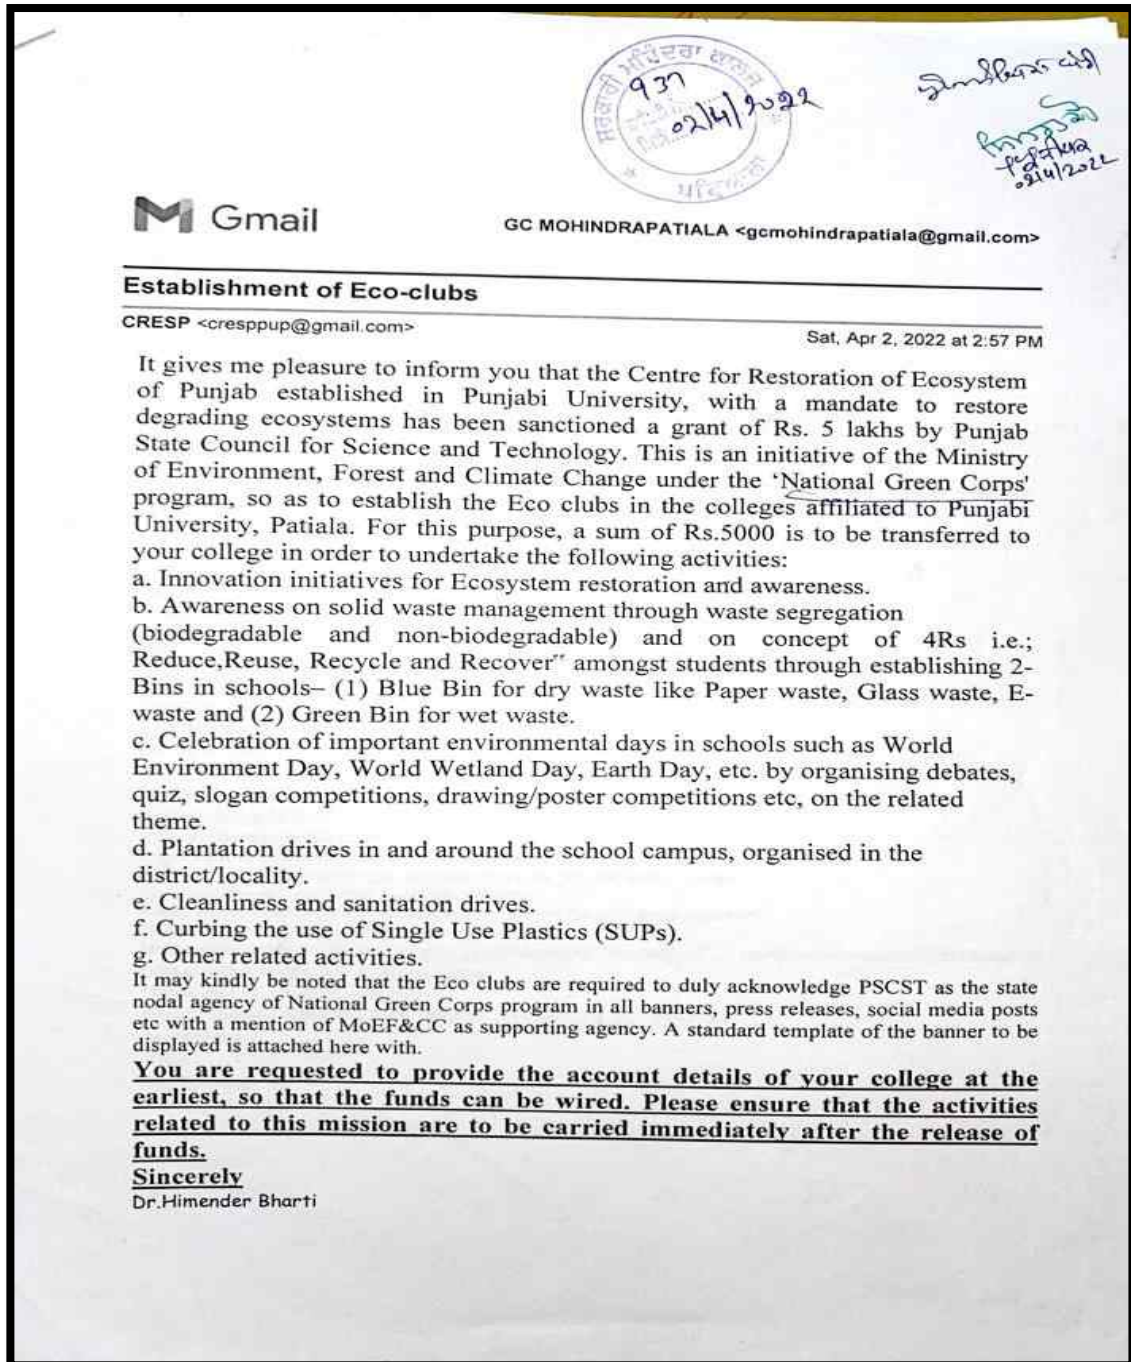 ਸਰਕਾਰੀ ਮਹਿੰਦਰਾ ਕਾਲਜ
937
02/4/2022
ਪਟਿਆਲਾ
02/4/2022
M Gmail
GC MOHINDRAPATIALA <gcmohindrapatiala@gmail.com>
Establishment of Eco-clubs
CRESP <cresppup@gmail.com>
Sat, Apr 2, 2022 at 2:57 PM
It gives me pleasure to inform you that the Centre for Restoration of Ecosystem
of Punjab established in Punjabi University, with a mandate to restore
degrading ecosystems has been sanctioned a grant of Rs. 5 lakhs by Punjab
State Council for Science and Technology. This is an initiative of the Ministry
of Environment, Forest and Climate Change under the 'National Green Corps'
program, so as to establish the Eco clubs in the colleges affiliated to Punjabi
University, Patiala. For this purpose, a sum of Rs.5000 is to be transferred to
your college in order to undertake the following activities:
a. Innovation initiatives for Ecosystem restoration and awareness.
b. Awareness on solid waste management through waste segregation
(biodegradable and non-biodegradable) and on concept of 4Rs i.e.;
Reduce,Reuse, Recycle and Recover" amongst students through establishing 2-
Bins in schools– (1) Blue Bin for dry waste like Paper waste, Glass waste, E-
waste and (2) Green Bin for wet waste.
c. Celebration of important environmental days in schools such as World
Environment Day, World Wetland Day, Earth Day, etc. by organising debates,
quiz, slogan competitions, drawing/poster competitions etc, on the related
theme.
d. Plantation drives in and around the school campus, organised in the
district/locality.
e. Cleanliness and sanitation drives.
f. Curbing the use of Single Use Plastics (SUPs).
g. Other related activities.
It may kindly be noted that the Eco clubs are required to duly acknowledge PSCST as the state
nodal agency of National Green Corps program in all banners, press releases, social media posts
etc with a mention of MoEF&CC as supporting agency. A standard template of the banner to be
displayed is attached here with.
You are requested to provide the account details of your college at the
earliest, so that the funds can be wired. Please ensure that the activities
related to this mission are to be carried immediately after the release of
funds.
Sincerely
Dr.Himender Bharti